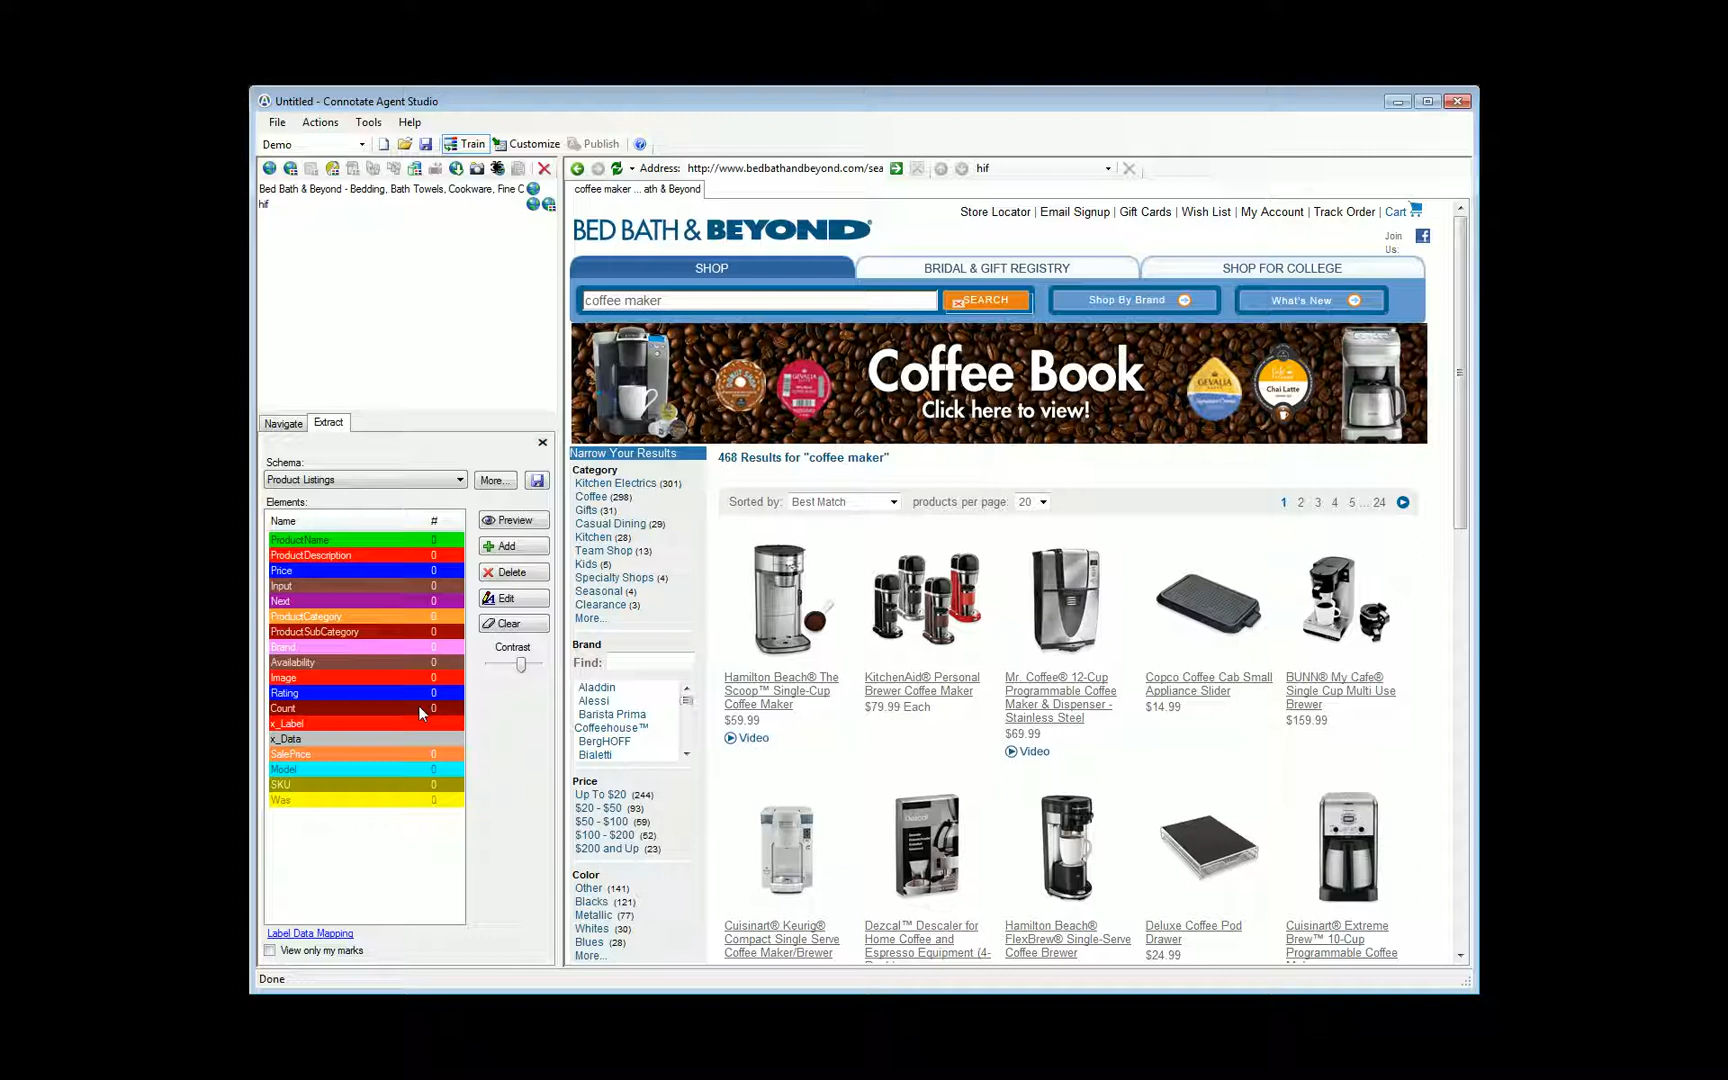 Untitled - Connotate Agent Studio
File Actions Tools Help
Demo Train Customize Publish
Address: http://www.bedbathandbeyond.com/sea hif
Bed Bath & Beyond - Bedding, Bath Towels, Cookware, Fine C
hif
coffee maker ... ath & Beyond
Store Locator | Email Signup | Gift Cards | Wish List | My Account | Track Order | Cart
BED BATH & BEYOND®
Join
Us:
SHOP BRIDAL & GIFT REGISTRY SHOP FOR COLLEGE
coffee maker SEARCH Shop By Brand What's New
Coffee Book
Click here to view!
GEVALIA
GEVALIA
Chai Latte
Navigate Extract
Schema:
Product Listings More...
Elements:
Name #
ProductName 0
ProductDescription 0
Price 0
Input 0
Next 0
ProductCategory 0
ProductSubCategory 0
Brand 0
Availability 0
Image 0
Rating 0
Count 0
x_Label
x_Data
SalePrice 0
Model 0
SKU 0
Was 0
Preview
Add
Delete
Edit
Clear
Contrast
Label Data Mapping
View only my marks
Done
Narrow Your Results
Category
Kitchen Electrics (301)
Coffee (298)
Gifts (31)
Casual Dining (29)
Kitchen (28)
Team Shop (13)
Kids (5)
Specialty Shops (4)
Seasonal (4)
Clearance (3)
More...
Brand
Find:
Aladdin
Alessi
Barista Prima
Coffeehouse™
BergHOFF
Bialetti
Price
Up To $20 (244)
$20 - $50 (93)
$50 - $100 (59)
$100 - $200 (52)
$200 and Up (23)
Color
Other (141)
Blacks (121)
Metallic (77)
Whites (30)
Blues (28)
More...
468 Results for "coffee maker"
Sorted by: Best Match products per page: 20 1 2 3 4 5 ... 24
Hamilton Beach® The
Scoop™ Single-Cup
Coffee Maker
$59.99
Video
KitchenAid® Personal
Brewer Coffee Maker
$79.99 Each
Mr. Coffee® 12-Cup
Programmable Coffee
Maker & Dispenser -
Stainless Steel
$69.99
Video
Copco Coffee Cab Small
Appliance Slider
$14.99
BUNN® My Cafe®
Single Cup Multi Use
Brewer
$159.99
Cuisinart® Keurig®
Compact Single Serve
Coffee Maker/Brewer
Dezcal™ Descaler for
Home Coffee and
Espresso Equipment (4-
Hamilton Beach®
FlexBrew® Single-Serve
Coffee Brewer
Deluxe Coffee Pod
Drawer
$24.99
Cuisinart® Extreme
Brew™ 10-Cup
Programmable Coffee